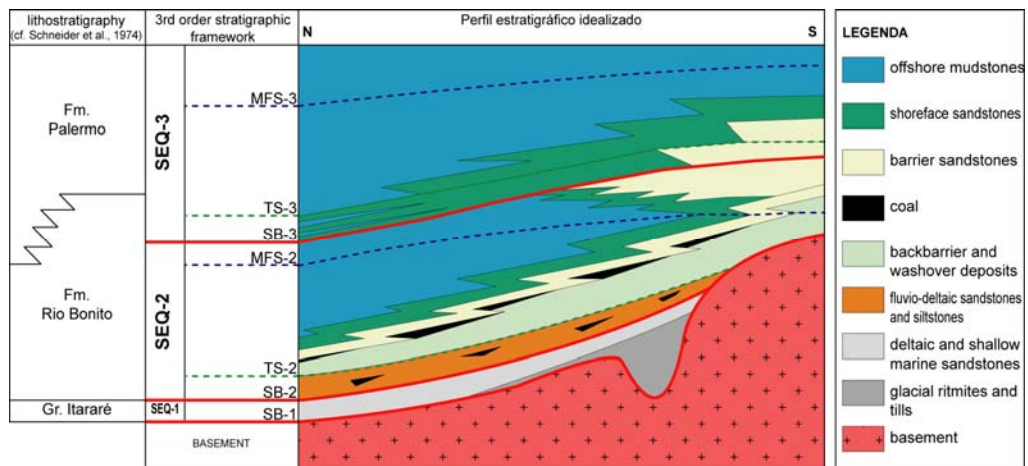 lithostratigraphy
(cf. Schneider et al., 1974)
3rd order stratigraphic
framework
Perfil estratigráfico idealizado
N
S
Fm.
Palermo
Fm.
Rio Bonito
Gr. Itararé
SEQ-3
SEQ-2
SEQ-1
BASEMENT
MFS-3
TS-3
SB-3
MFS-2
TS-2
SB-2
SB-1
LEGENDA
offshore mudstones
shoreface sandstones
barrier sandstones
coal
backbarrier and
washover deposits
fluvio-deltaic sandstones
and siltstones
deltaic and shallow
marine sandstones
glacial ritmites and
tills
basement